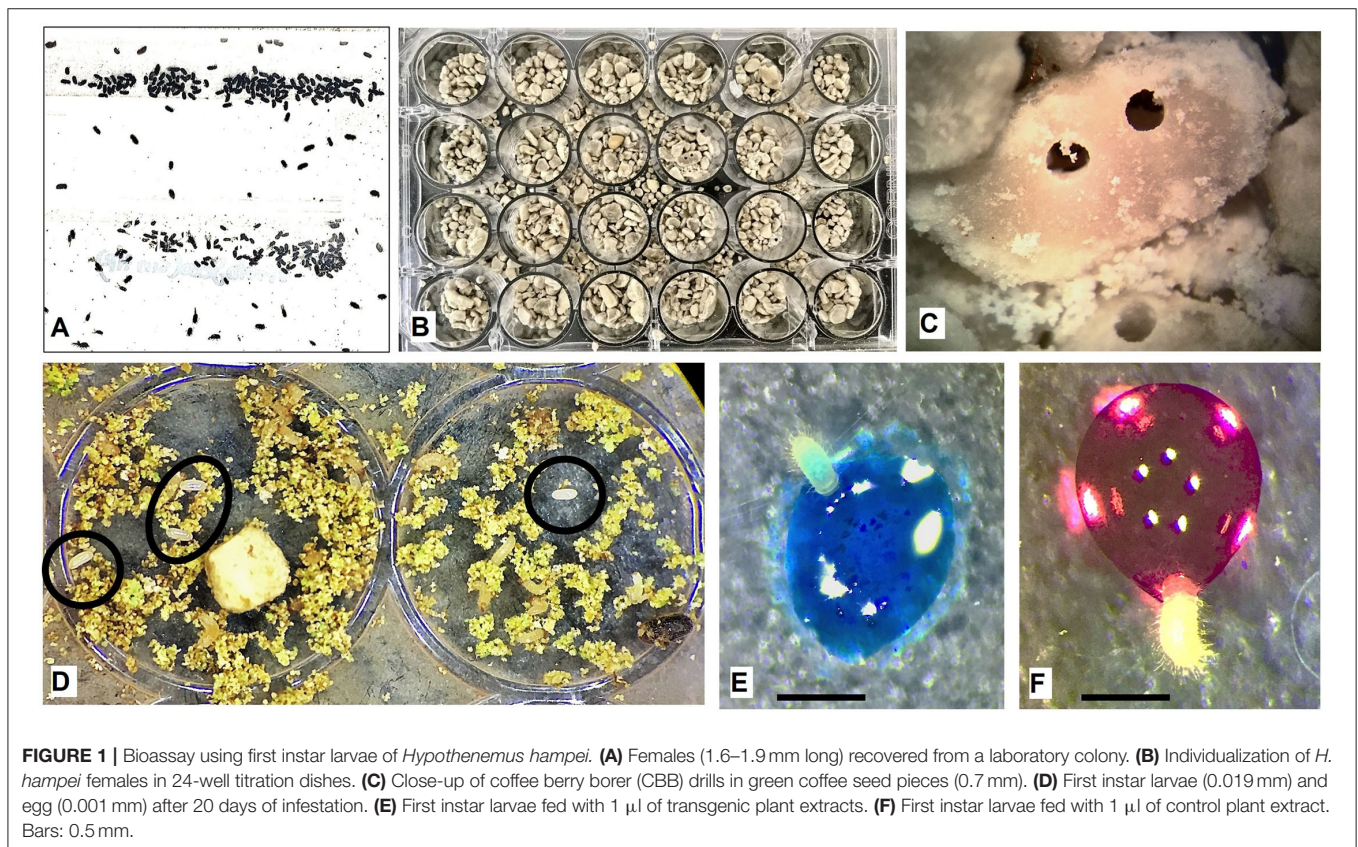 A
B
C
D
E
F
FIGURE 1 | Bioassay using first instar larvae of Hypothenemus hampei. (A) Females (1.6–1.9 mm long) recovered from a laboratory colony. (B) Individualization of H.
hampei females in 24-well titration dishes. (C) Close-up of coffee berry borer (CBB) drills in green coffee seed pieces (0.7 mm). (D) First instar larvae (0.019 mm) and
egg (0.001 mm) after 20 days of infestation. (E) First instar larvae fed with 1 μl of transgenic plant extracts. (F) First instar larvae fed with 1 μl of control plant extract.
Bars: 0.5 mm.